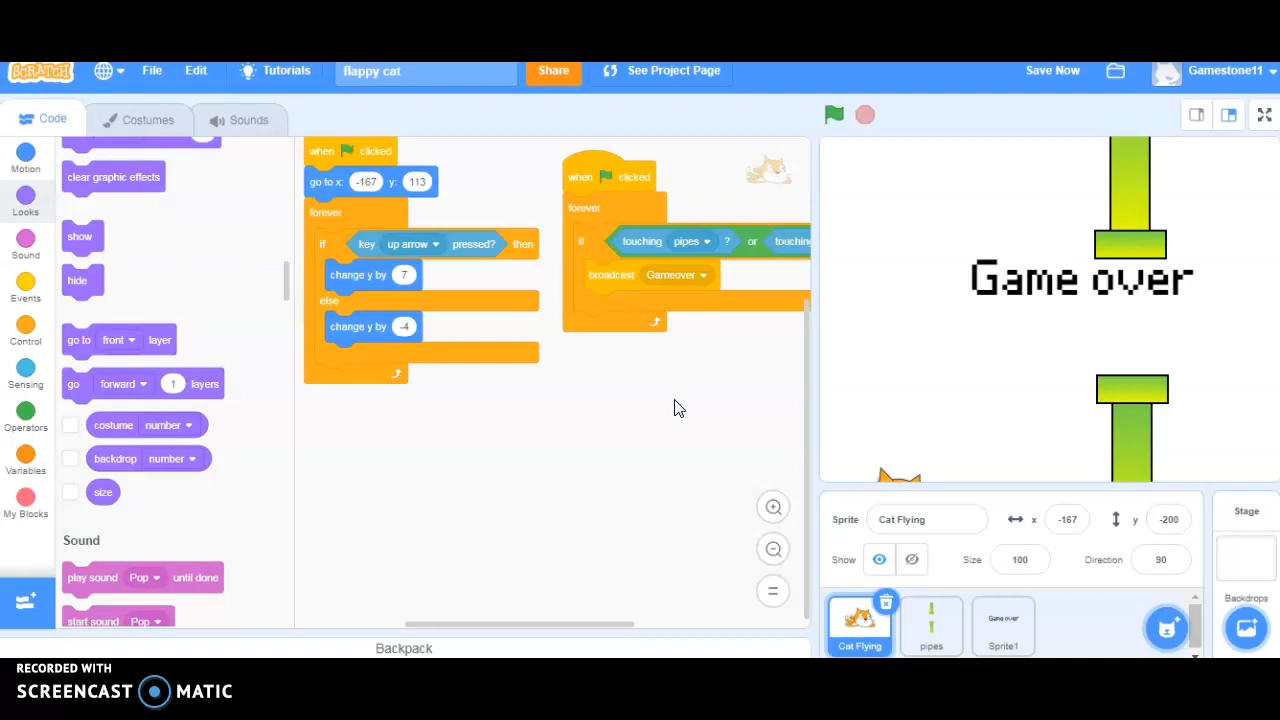 SCRATCH File Edit Tutorials flappy cat Share See Project Page Save Now Gamestone11
Code Costumes Sounds
Motion
Looks
Sound
Events
Control
Sensing
Operators
Variables
My Blocks
clear graphic effects
show
hide
go to front layer
go forward 1 layers
costume number
backdrop number
size
Sound
play sound Pop until done
start sound Pop
when clicked
go to x: -167 y: 113
forever
if key up arrow pressed? then
change y by 7
else
change y by -4
when clicked
forever
if touching pipes ? or touchin
broadcast Gameover
Backpack
Game over
Sprite Cat Flying x -167 y -200
Show Size 100 Direction 90
Cat Flying
pipes
Game over
Sprite1
Stage
Backdrops
RECORDED WITH
SCREENCAST MATIC